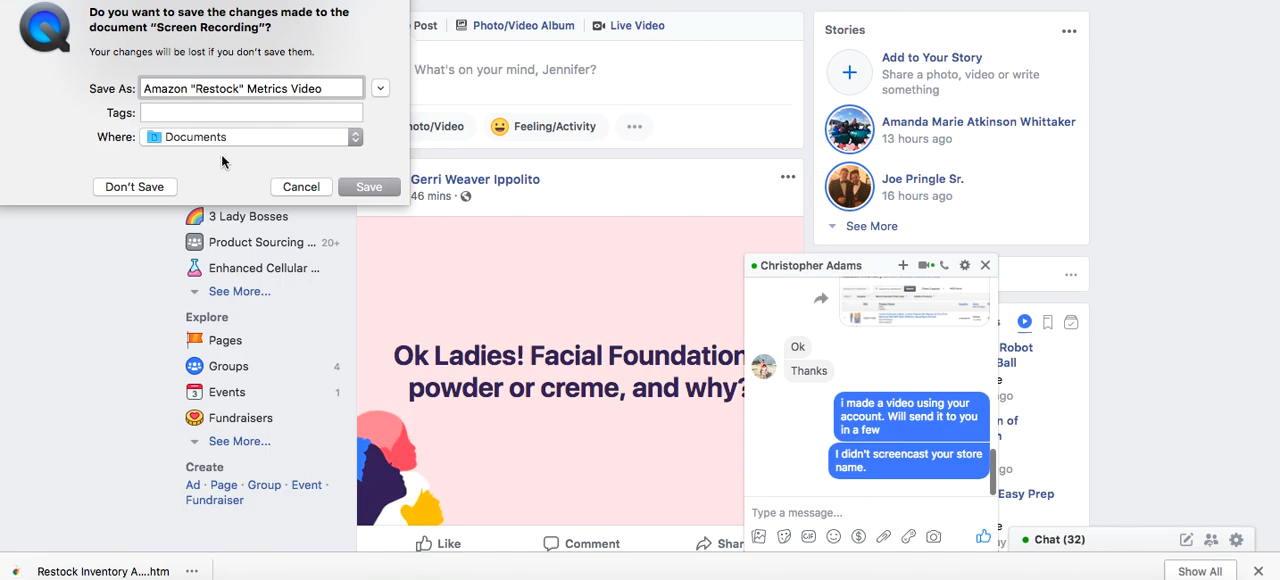 Do you want to save the changes made to the
document “Screen Recording”?
Your changes will be lost if you don’t save them.
Save As: Amazon "Restock" Metrics Video
Tags:
Where: Documents
Don’t Save
Cancel
Save
3 Lady Bosses
Product Sourcing ... 20+
Enhanced Cellular ...
See More...
Explore
Pages
Groups 4
Events 1
Fundraisers
See More...
Create
Ad · Page · Group · Event ·
Fundraiser
Post
Photo/Video Album
Live Video
What's on your mind, Jennifer?
hoto/Video
Feeling/Activity
Gerri Weaver Ippolito
46 mins ·
Ok Ladies! Facial Foundation
powder or creme, and why?
Like
Comment
Shar
Stories
Add to Your Story
Share a photo, video or write
something
Amanda Marie Atkinson Whittaker
13 hours ago
Joe Pringle Sr.
16 hours ago
See More
Christopher Adams
Ok
Thanks
i made a video using your
account. Will send it to you
in a few
I didn't screencast your store
name.
Type a message...
Robot
Ball
n of
Easy Prep
Chat (32)
Restock Inventory A....htm
Show All